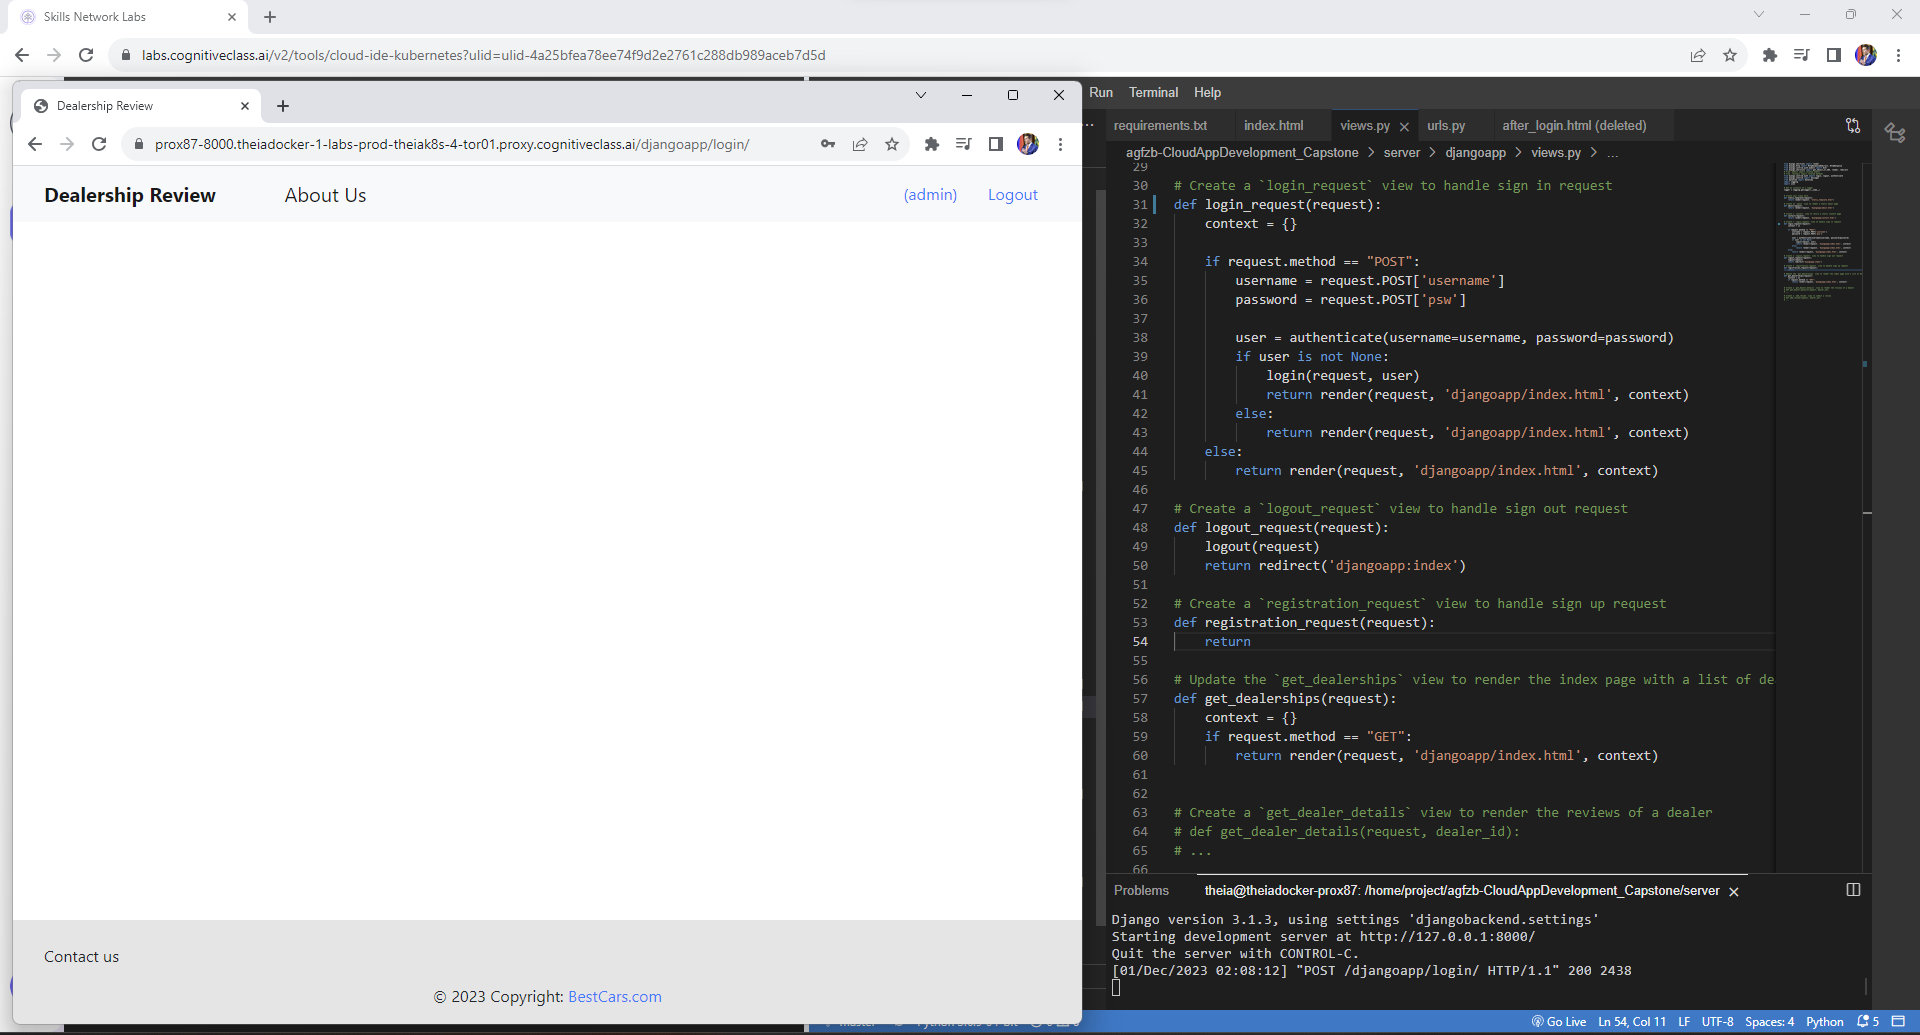 Skills Network Labs
labs.cognitiveclass.ai/v2/tools/cloud-ide-kubernetes?ulid=ulid-4a25bfea78ee74f9d2e2761c288db989aceb7d5d
Dealership Review
prox87-8000.theiadocker-1-labs-prod-theiak8s-4-tor01.proxy.cognitiveclass.ai/djangoapp/login/
Dealership Review About Us (admin) Logout
Contact us
© 2023 Copyright: BestCars.com
Run Terminal Help
requirements.txt index.html views.py urls.py after_login.html (deleted)
agfzb-CloudAppDevelopment_Capstone > server > djangoapp > views.py > ...
29
30 # Create a `login_request` view to handle sign in request
31 def login_request(request):
32 context = {}
33
34 if request.method == "POST":
35 username = request.POST['username']
36 password = request.POST['psw']
37
38 user = authenticate(username=username, password=password)
39 if user is not None:
40 login(request, user)
41 return render(request, 'djangoapp/index.html', context)
42 else:
43 return render(request, 'djangoapp/index.html', context)
44 else:
45 return render(request, 'djangoapp/index.html', context)
46
47 # Create a `logout_request` view to handle sign out request
48 def logout_request(request):
49 logout(request)
50 return redirect('djangoapp:index')
51
52 # Create a `registration_request` view to handle sign up request
53 def registration_request(request):
54 return
55
56 # Update the `get_dealerships` view to render the index page with a list of de
57 def get_dealerships(request):
58 context = {}
59 if request.method == "GET":
60 return render(request, 'djangoapp/index.html', context)
61
62
63 # Create a `get_dealer_details` view to render the reviews of a dealer
64 # def get_dealer_details(request, dealer_id):
65 # ...
66
Problems theia@theiadocker-prox87: /home/project/agfzb-CloudAppDevelopment_Capstone/server
Django version 3.1.3, using settings 'djangobackend.settings'
Starting development server at http://127.0.0.1:8000/
Quit the server with CONTROL-C.
[01/Dec/2023 02:08:12] "POST /djangoapp/login/ HTTP/1.1" 200 2438
Go Live Ln 54, Col 11 LF UTF-8 Spaces: 4 Python 5